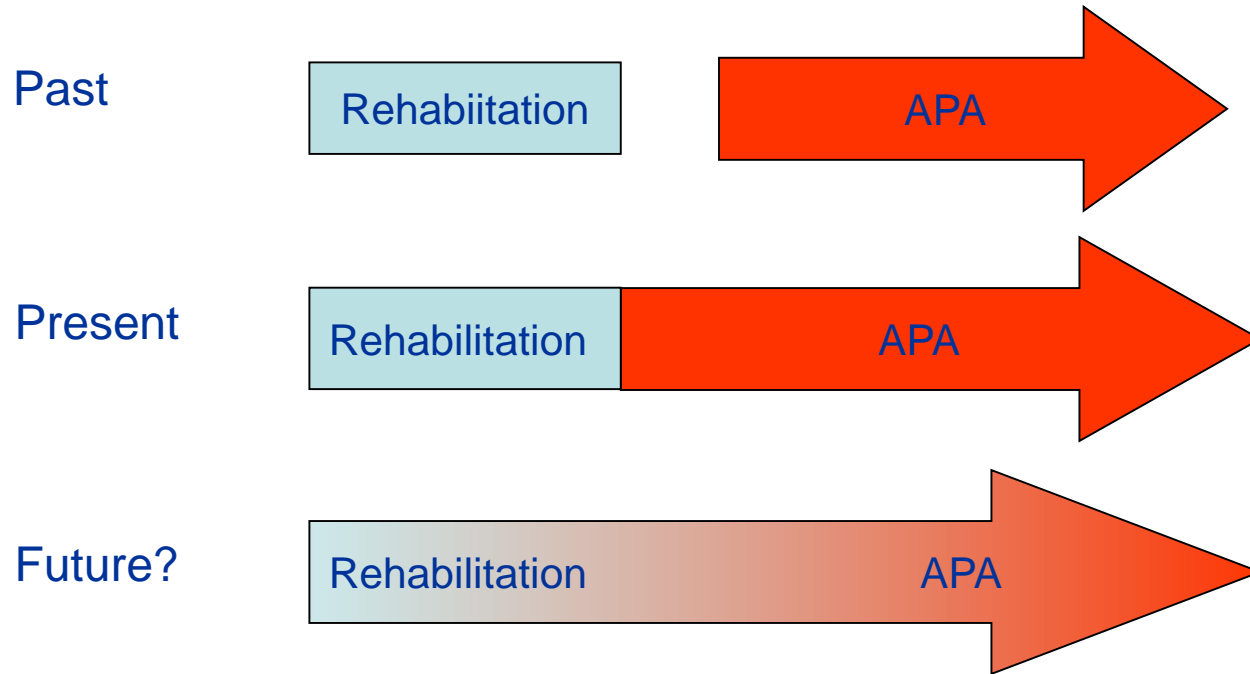 Past
Rehabiitation
APA
Present
Rehabilitation
APA
Future?
Rehabilitation
APA